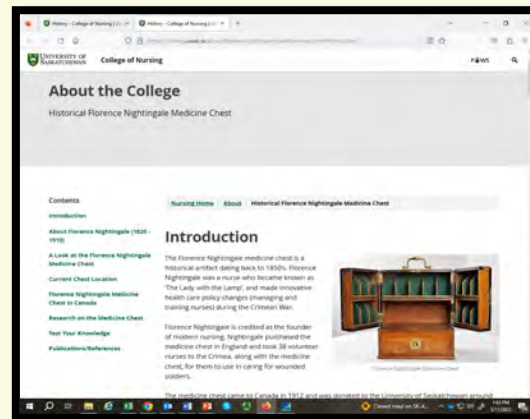 History - College of Nursing | Un
History - College of Nursing | Un
UNIVERSITY OF
SASKATCHEWAN
College of Nursing
PAWS
About the College
Historical Florence Nightingale Medicine Chest
Contents
Introduction
About Florence Nightingale (1820 -
1910)
A Look at the Florence Nightingale
Medicine Chest
Current Chest Location
Florence Nightingale Medicine
Chest in Canada
Research on the Medicine Chest
Test Your Knowledge
Publications/References
Nursing Home
About
Historical Florence Nightingale Medicine Chest
Introduction
The Florence Nightingale medicine chest is a
historical artifact dating back to 1850's. Florence
Nightingale was a nurse who became known as
'The Lady with the Lamp', and made innovative
health care policy changes (managing and
training nurses) during the Crimean War.
Florence Nightingale is credited as the founder
of modern nursing. Nightingale purchased the
medicine chest in England and took 38 volunteer
nurses to the Crimea, along with the medicine
chest, for them to use in caring for wounded
soldiers.
Florence Nightingale Medicine Chest
The medicine chest came to Canada in 1912 and was donated to the University of Saskatchewan around
Closed road on SK-4...